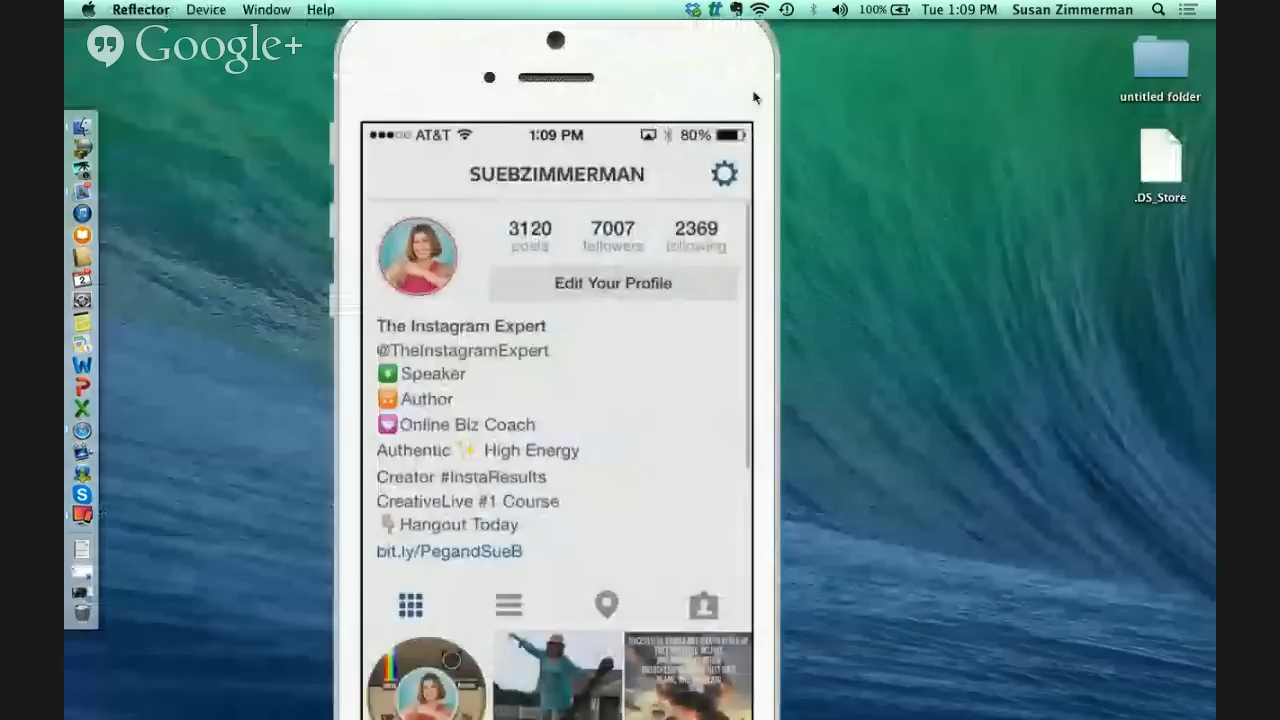 Reflector Device Window Help
100% Tue 1:09 PM Susan Zimmerman
Google+
untitled folder
.DS_Store
AT&T 1:09 PM 80%
SUEBZIMMERMAN
3120 7007 2369
posts followers following
Edit Your Profile
The Instagram Expert
@TheInstagramExpert
Speaker
Author
Online Biz Coach
Authentic ✨ High Energy
Creator #InstaResults
CreativeLive #1 Course
👇Hangout Today
bit.ly/PegandSueB